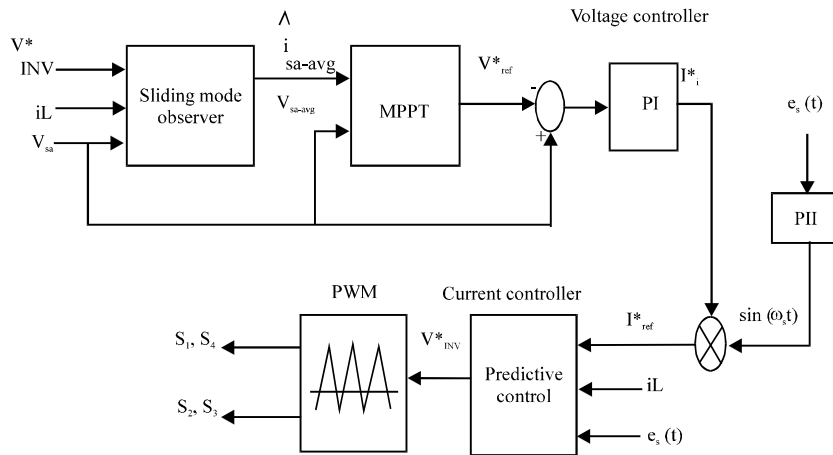 Voltage controller
^
V*
INV
i
sa-avg
V*ref
I*i
iL
Sliding mode
observer
Vsa-avg
MPPT
-
PI
es (t)
Vsa
+
PII
PWM
Current controller
sin (ωst)
S1, S4
V*INV
I*ref
Predictive
control
iL
S2, S3
es (t)